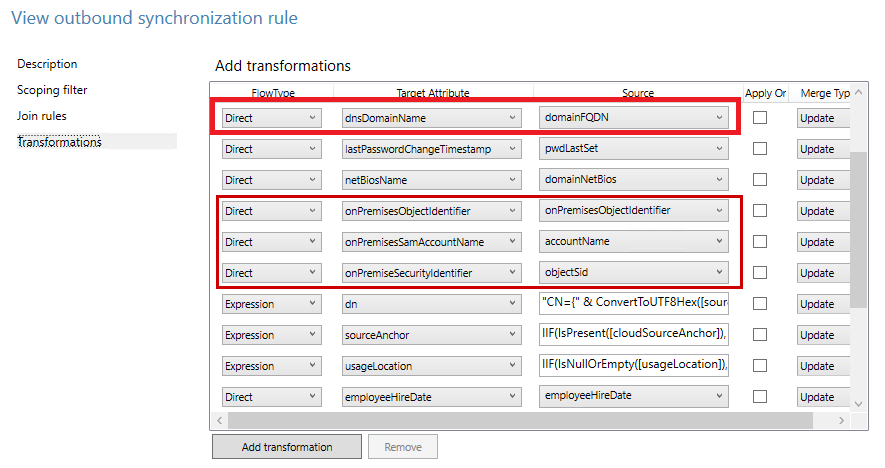 View outbound synchronization rule
Description
Scoping filter
Join rules
Transformations
Add transformations
FlowType Target Attribute Source Apply Or Merge Typ
Direct dnsDomainName domainFQDN Update
Direct lastPasswordChangeTimestamp pwdLastSet Update
Direct netBiosName domainNetBios Update
Direct onPremisesObjectIdentifier onPremisesObjectIdentifier Update
Direct onPremisesSamAccountName accountName Update
Direct onPremiseSecurityIdentifier objectSid Update
Expression dn "CN={" & ConvertToUTF8Hex([sour Update
Expression sourceAnchor IIF(IsPresent([cloudSourceAnchor]), Update
Expression usageLocation IIF(IsNullOrEmpty([usageLocation]), Update
Direct employeeHireDate employeeHireDate Update
Add transformation Remove